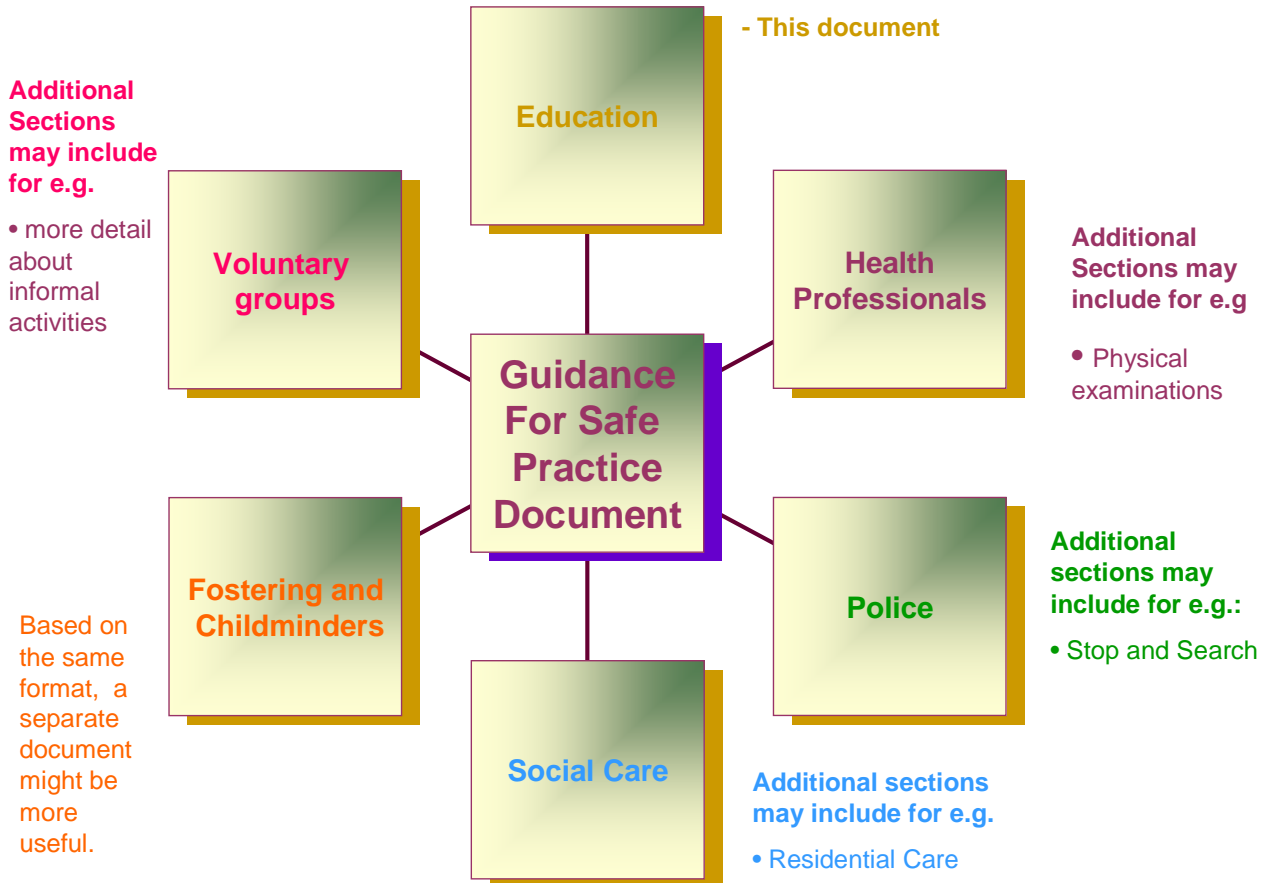 - This document
Education
Additional
Sections
may include
for e.g.
• more detail
about
informal
activities
Voluntary
groups
Health
Professionals
Additional
Sections may
include for e.g
• Physical
examinations
Guidance
For Safe
Practice
Document
Fostering and
Childminders
Based on
the same
format, a
separate
document
might be
more
useful.
Police
Additional
sections may
include for e.g.:
• Stop and Search
Social Care
Additional sections
may include for e.g.
• Residential Care